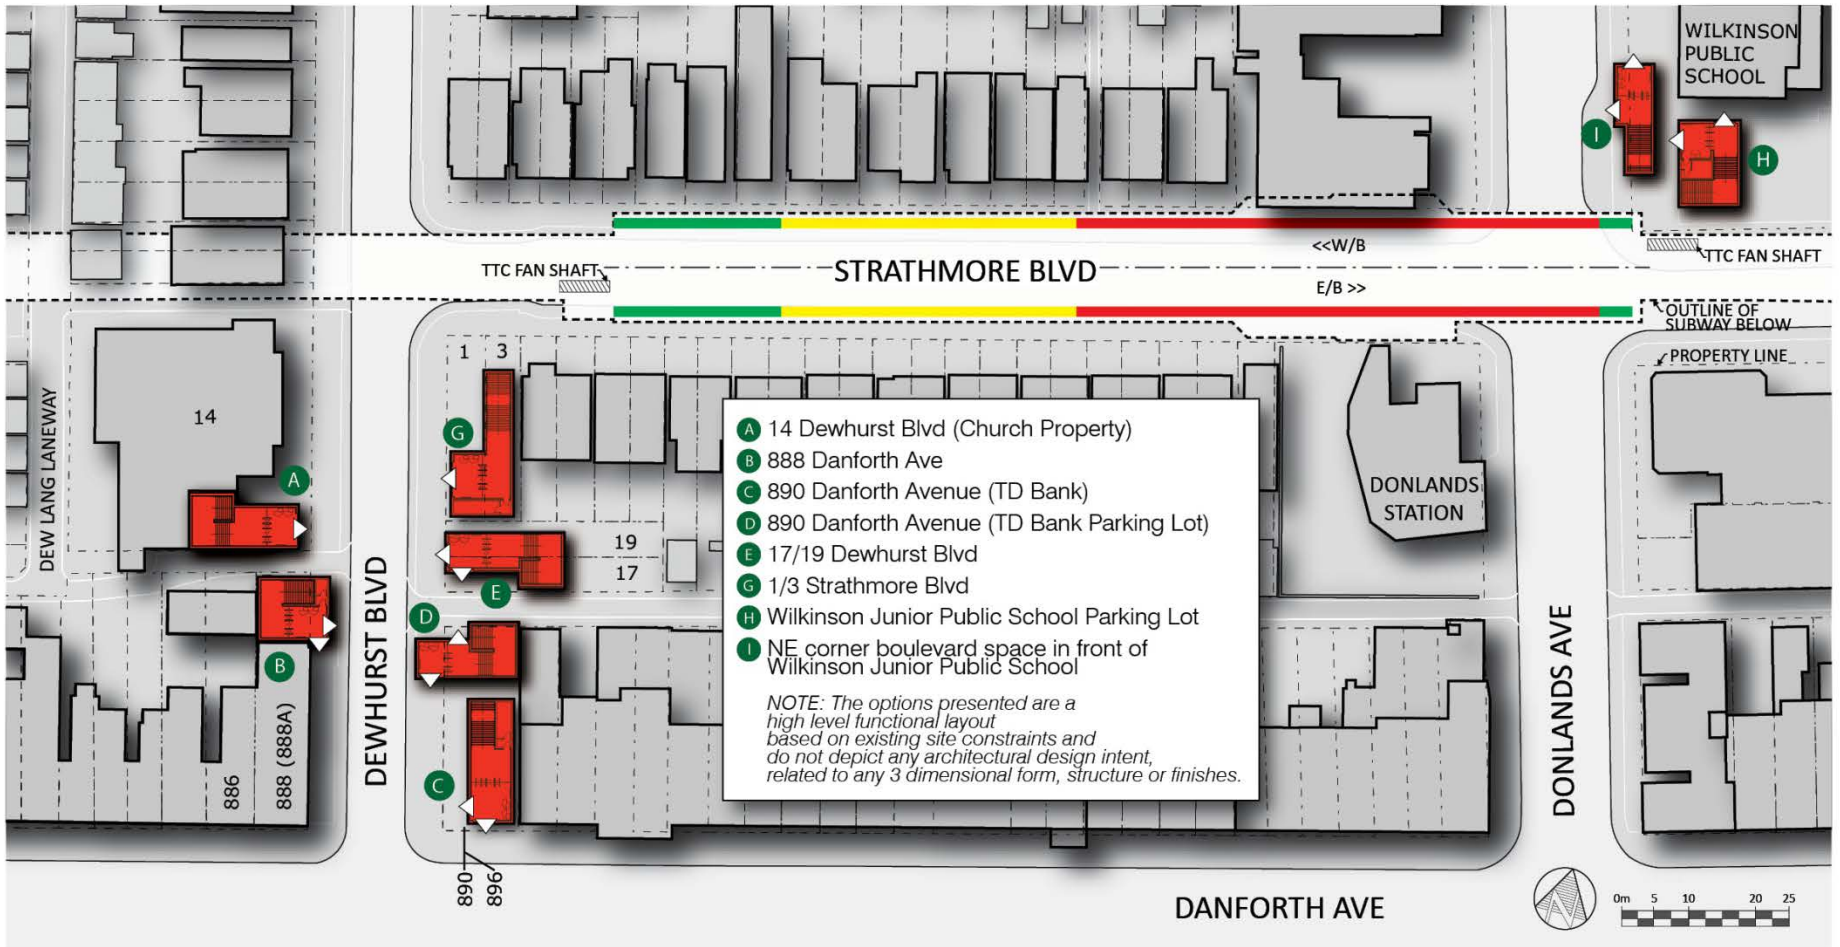 WILKINSON
PUBLIC
SCHOOL
I
H
<<W/B
TTC FAN SHAFT
STRATHMORE BLVD
TTC FAN SHAFT
E/B >>
OUTLINE OF
SUBWAY BELOW
1
3
PROPERTY LINE
14
DEW LANG LANEWAY
G
A
A 14 Dewhurst Blvd (Church Property)
B 888 Danforth Ave
C 890 Danforth Avenue (TD Bank)
D 890 Danforth Avenue (TD Bank Parking Lot)
E 17/19 Dewhurst Blvd
G 1/3 Strathmore Blvd
H Wilkinson Junior Public School Parking Lot
I NE corner boulevard space in front of
Wilkinson Junior Public School
NOTE: The options presented are a
high level functional layout
based on existing site constraints and
do not depict any architectural design intent,
related to any 3 dimensional form, structure or finishes.
DONLANDS
STATION
19
17
E
D
B
C
DEWHURST BLVD
DONLANDS AVE
886
888 (888A)
890
896
DANFORTH AVE
N
0m 5 10 20 25